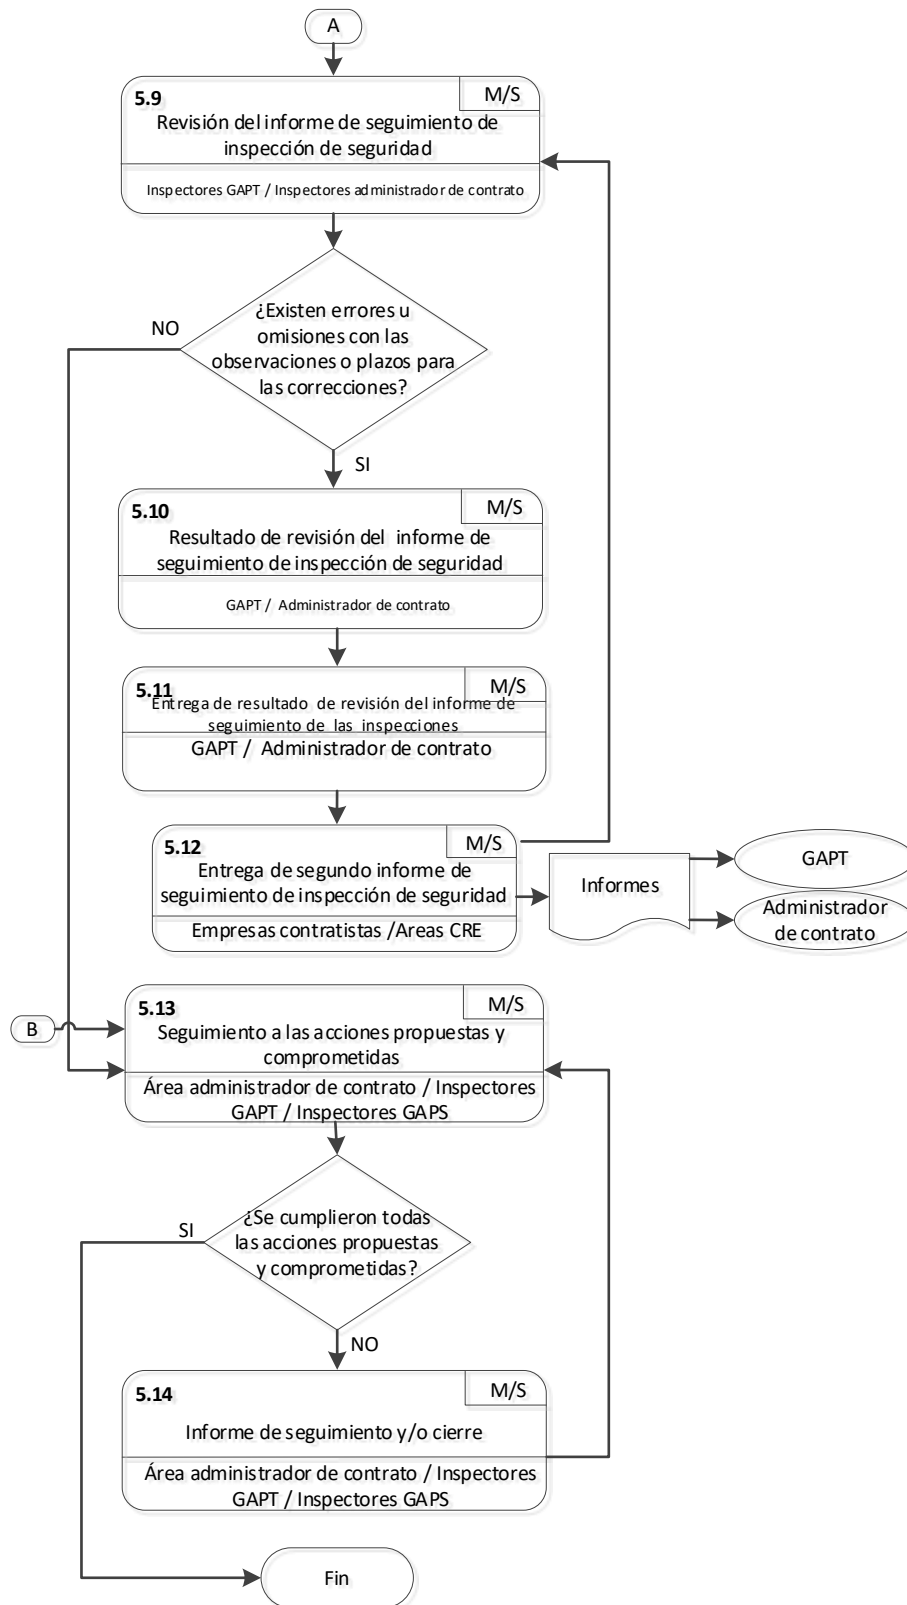 A
5.9
M/S
Revisión del informe de seguimiento de
inspección de seguridad
Inspectores GAPT / Inspectores administrador de contrato
¿Existen errores u
omisiones con las
observaciones o plazos para
las correcciones?
NO
SI
5.10
M/S
Resultado de revisión del informe de
seguimiento de inspección de seguridad
GAPT / Administrador de contrato
5.11
M/S
Entrega de resultado de revisión del informe de
seguimiento de las inspecciones
GAPT / Administrador de contrato
5.12
M/S
Entrega de segundo informe de
seguimiento de inspección de seguridad
Empresas contratistas /Areas CRE
Informes
GAPT
Administrador
de contrato
5.13
M/S
B
Seguimiento a las acciones propuestas y
comprometidas
Área administrador de contrato / Inspectores
GAPT / Inspectores GAPS
¿Se cumplieron todas
las acciones propuestas
y comprometidas?
SI
NO
5.14
M/S
Informe de seguimiento y/o cierre
Área administrador de contrato / Inspectores
GAPT / Inspectores GAPS
Fin